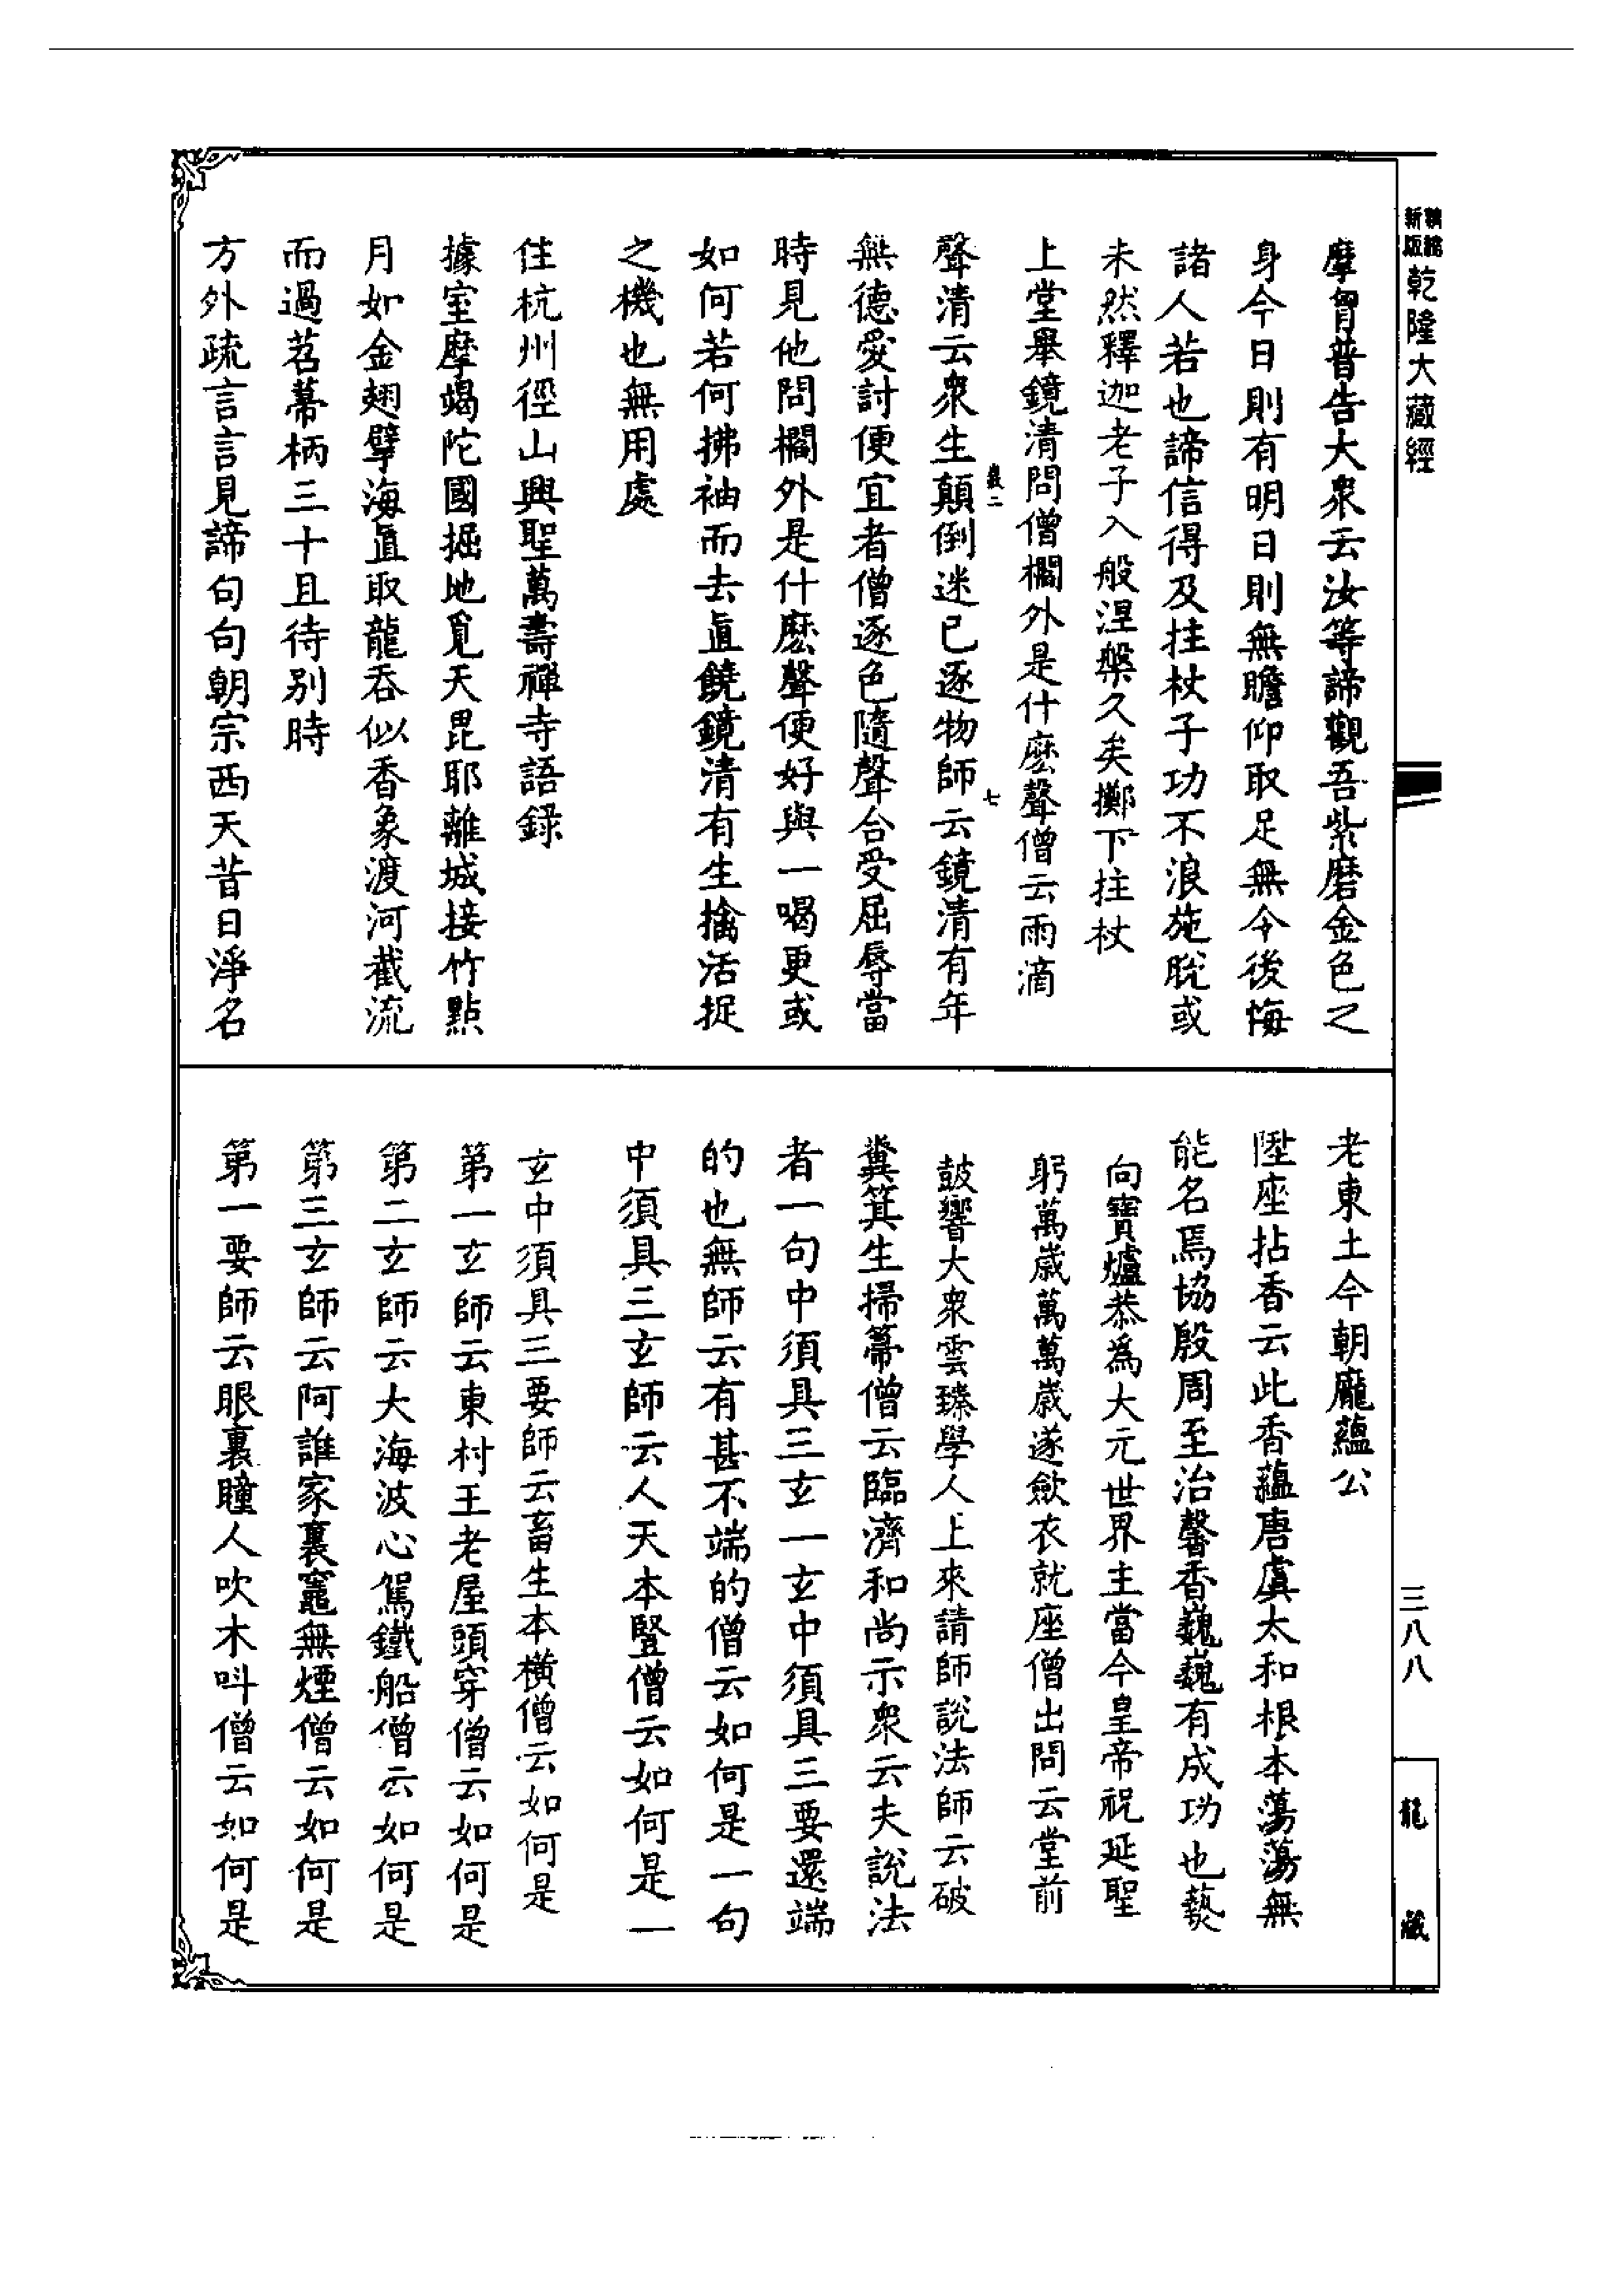 精緻
新版
乾隆大藏經
摩胷普告大衆云汝等諦觀吾紫磨金色之
身今日則有明日則無瞻仰取足無令後悔
諸人若也諦信得及拄杖子功不浪施脫或
未然釋迦老子入般涅槃久矣擲下拄杖
上堂舉鏡清問僧櫩外是什麽聲僧云雨滴
聲清云衆生顛倒迷已逐物師云鏡清有年
無德愛討便宜者僧逐色隨聲合受屈辱當
時見他問櫩外是什麽聲便好與一喝更或
如何若何拂袖而去直饒鏡清有生擒活捉
之機也無用處
住杭州徑山興聖萬壽禪寺語録
據室摩竭陀國掘地覓天毘耶離城接竹點
月如金翅擘海直取龍吞似香象渡河截流
而過苕菷柄三十且待别時
方外疏言言見諦句句朝宗西天昔日淨名
老東土今朝龐蘊公
陞座拈香云此香蘊唐虞太和根本蕩蕩無
能名焉協殷周至治馨香巍巍有成功也爇
向寶爐恭爲大元世界主當今皇帝祝延聖
躬萬歲萬萬歲遂歛衣就座僧出問云堂前
鼓響大衆雲臻學人上來請師說法師云破
糞箕生掃箒僧云臨濟和尚示衆云夫說法
者一句中須具三玄一玄中須具三要還端
的也無師云有甚不端的僧云如何是一句
中須具三玄師云人天本豎僧云如何是一
玄中須具三要師云畜生本橫僧云如何是
第一玄師云東村王老屋頭穿僧云如何是
第二玄師云大海波心駕鐵船僧云如何是
第三玄師云阿誰家裏竈無煙僧云如何是
第一要師云眼裏瞳人吹木呌僧云如何是
三八八
龍藏